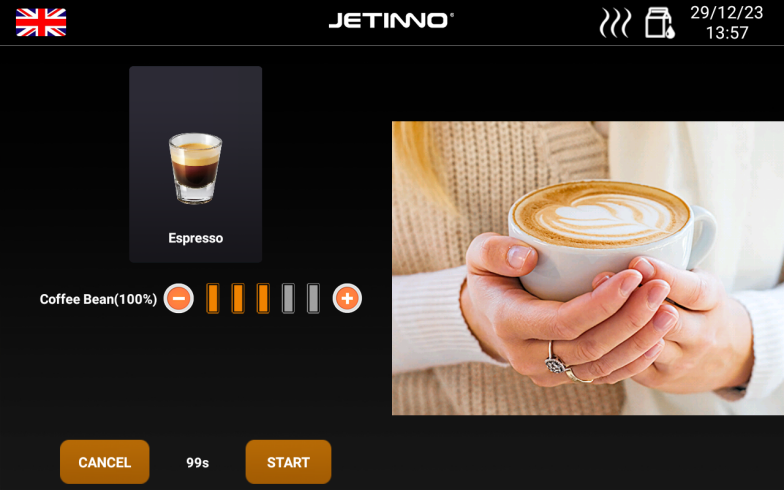 JETINNO
29/12/23
13:57
Espresso
Coffee Bean(100%)
CANCEL
99s
START